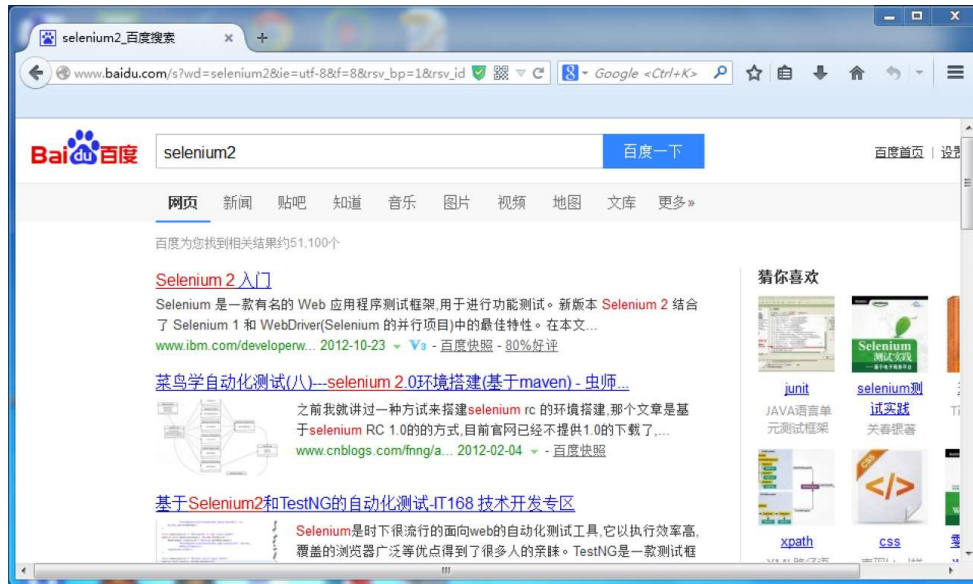 selenium2_百度搜索
www.baidu.com/s?wd=selenium2&ie=utf-8&f=8&rsv_bp=1&rsv_id
Google <Ctrl+K>
Bai du 百度
selenium2
百度一下
百度首页 |
网页 新闻 贴吧 知道 音乐 图片 视频 地图 文库 更多»
百度为您找到相关结果约51,100个
Selenium 2 入门
Selenium 是一款有名的 Web 应用程序测试框架,用于进行功能测试。新版本 Selenium 2 结合
了 Selenium 1 和 WebDriver(Selenium 的并行项目)中的最佳特性。在本文...
www.ibm.com/developerw... 2012-10-23 V3 - 百度快照 - 80%好评
菜鸟学自动化测试(八)---selenium 2.0环境搭建(基于maven) - 虫师...
之前我就讲过一种方试来搭建selenium rc 的环境搭建,那个文章是基
于selenium RC 1.0的的方式,目前官网已经不提供1.0的下载了,...
www.cnblogs.com/fnng/a... 2012-02-04 - 百度快照
基于Selenium2和TestNG的自动化测试-IT168 技术开发专区
Selenium是时下很流行的面向web的自动化测试工具,它以执行效率高,
覆盖的浏览器广泛等优点得到了很多人的亲睐。TestNG是一款测试框
猜你喜欢
Selenium
测试实践
junit
JAVA语言单
元测试框架
selenium测
试实践
关春银著
CSS
</>
xpath
css